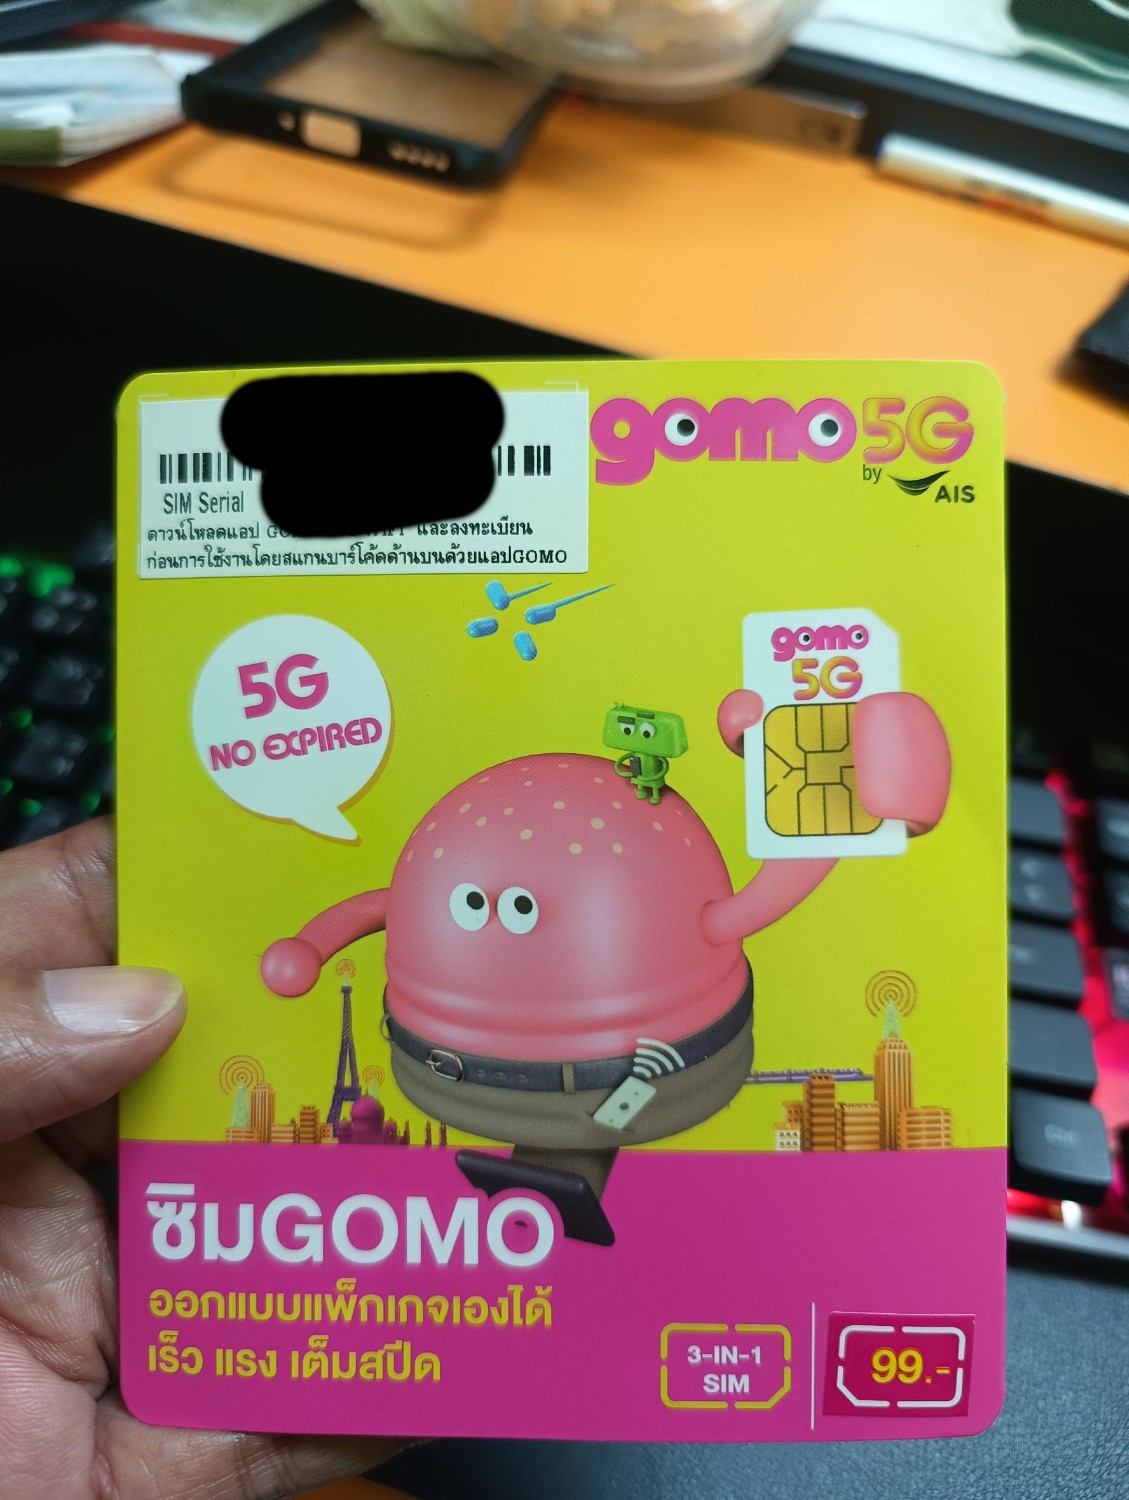 gomo 5G
by AIS
SIM Serial
ดาวน์โหลดแอป และลงทะเบียน
ก่อนการใช้งานโดยสแกนบาร์โค้ดด้านบนด้วยแอปGOMO
5G
NO EXPIRED
gomo
5G
ซิมGOMO
ออกแบบแพ็กเกจเองได้
เร็ว แรง เต็มสปีด
3-IN-1
SIM
99.-
Ctrl